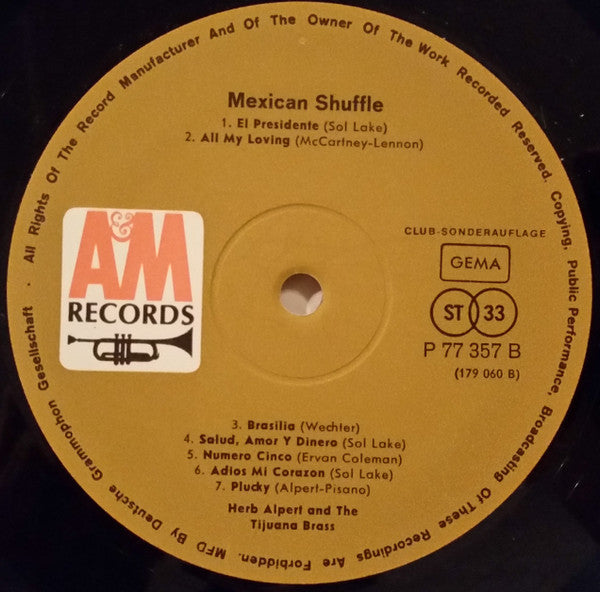 All Rights Of The Record Manufacturer And Of The Owner Of The Work Recorded Reserved. Copying, Public Performance, Broadcasting Of These Recordings Are Forbidden. MFD By Deutsche Grammophon Gesellschaft ·
Mexican Shuffle
1. El Presidente (Sol Lake)
2. All My Loving (McCartney-Lennon)
A&M
RECORDS
CLUB-SONDERAUFLAGE
GEMA
ST 33
P 77 357 B
(179 060 B)
3. Brasilia (Wechter)
4. Salud, Amor Y Dinero (Sol Lake)
5. Numero Cinco (Ervan Coleman)
6. Adios Mi Corazon (Sol Lake)
7. Plucky (Alpert-Pisano)
Herb Alpert and The
Tijuana Brass